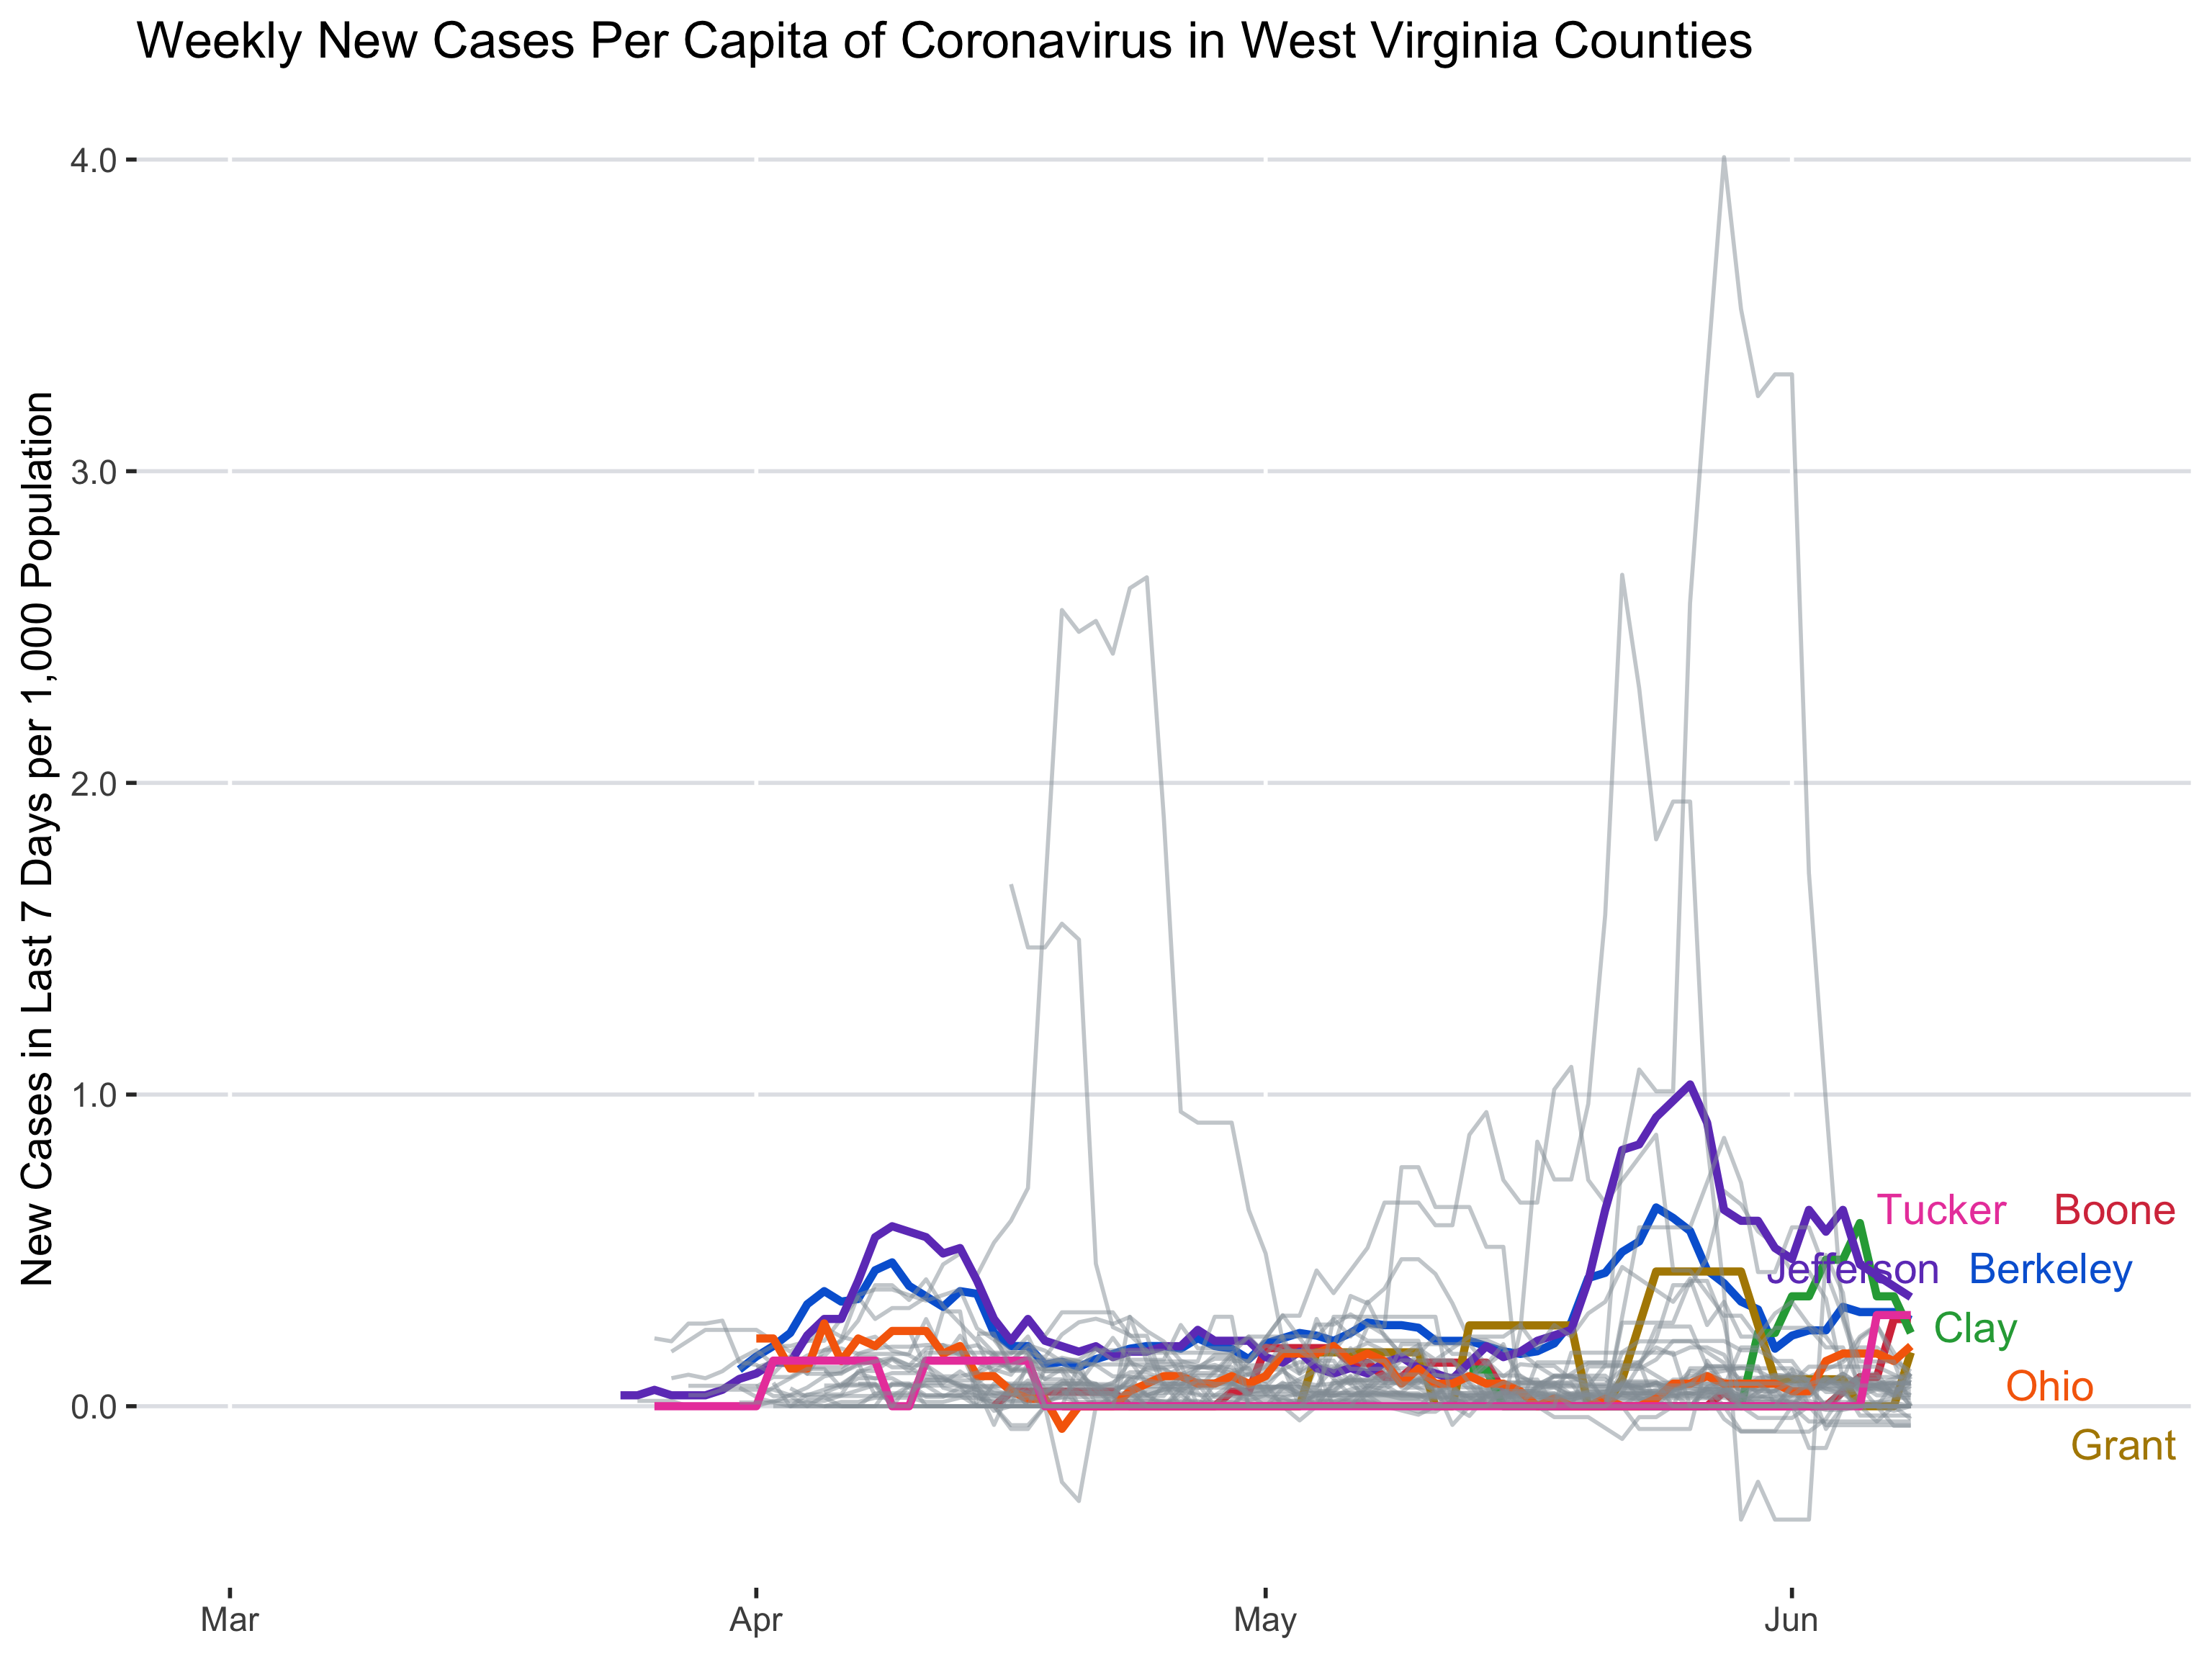 Weekly New Cases Per Capita of Coronavirus in West Virginia Counties
New Cases in Last 7 Days per 1,000 Population
4.0
3.0
2.0
1.0
0.0
Tucker Boone
Jefferson Berkeley
Clay
Ohio
Grant
Mar Apr May Jun